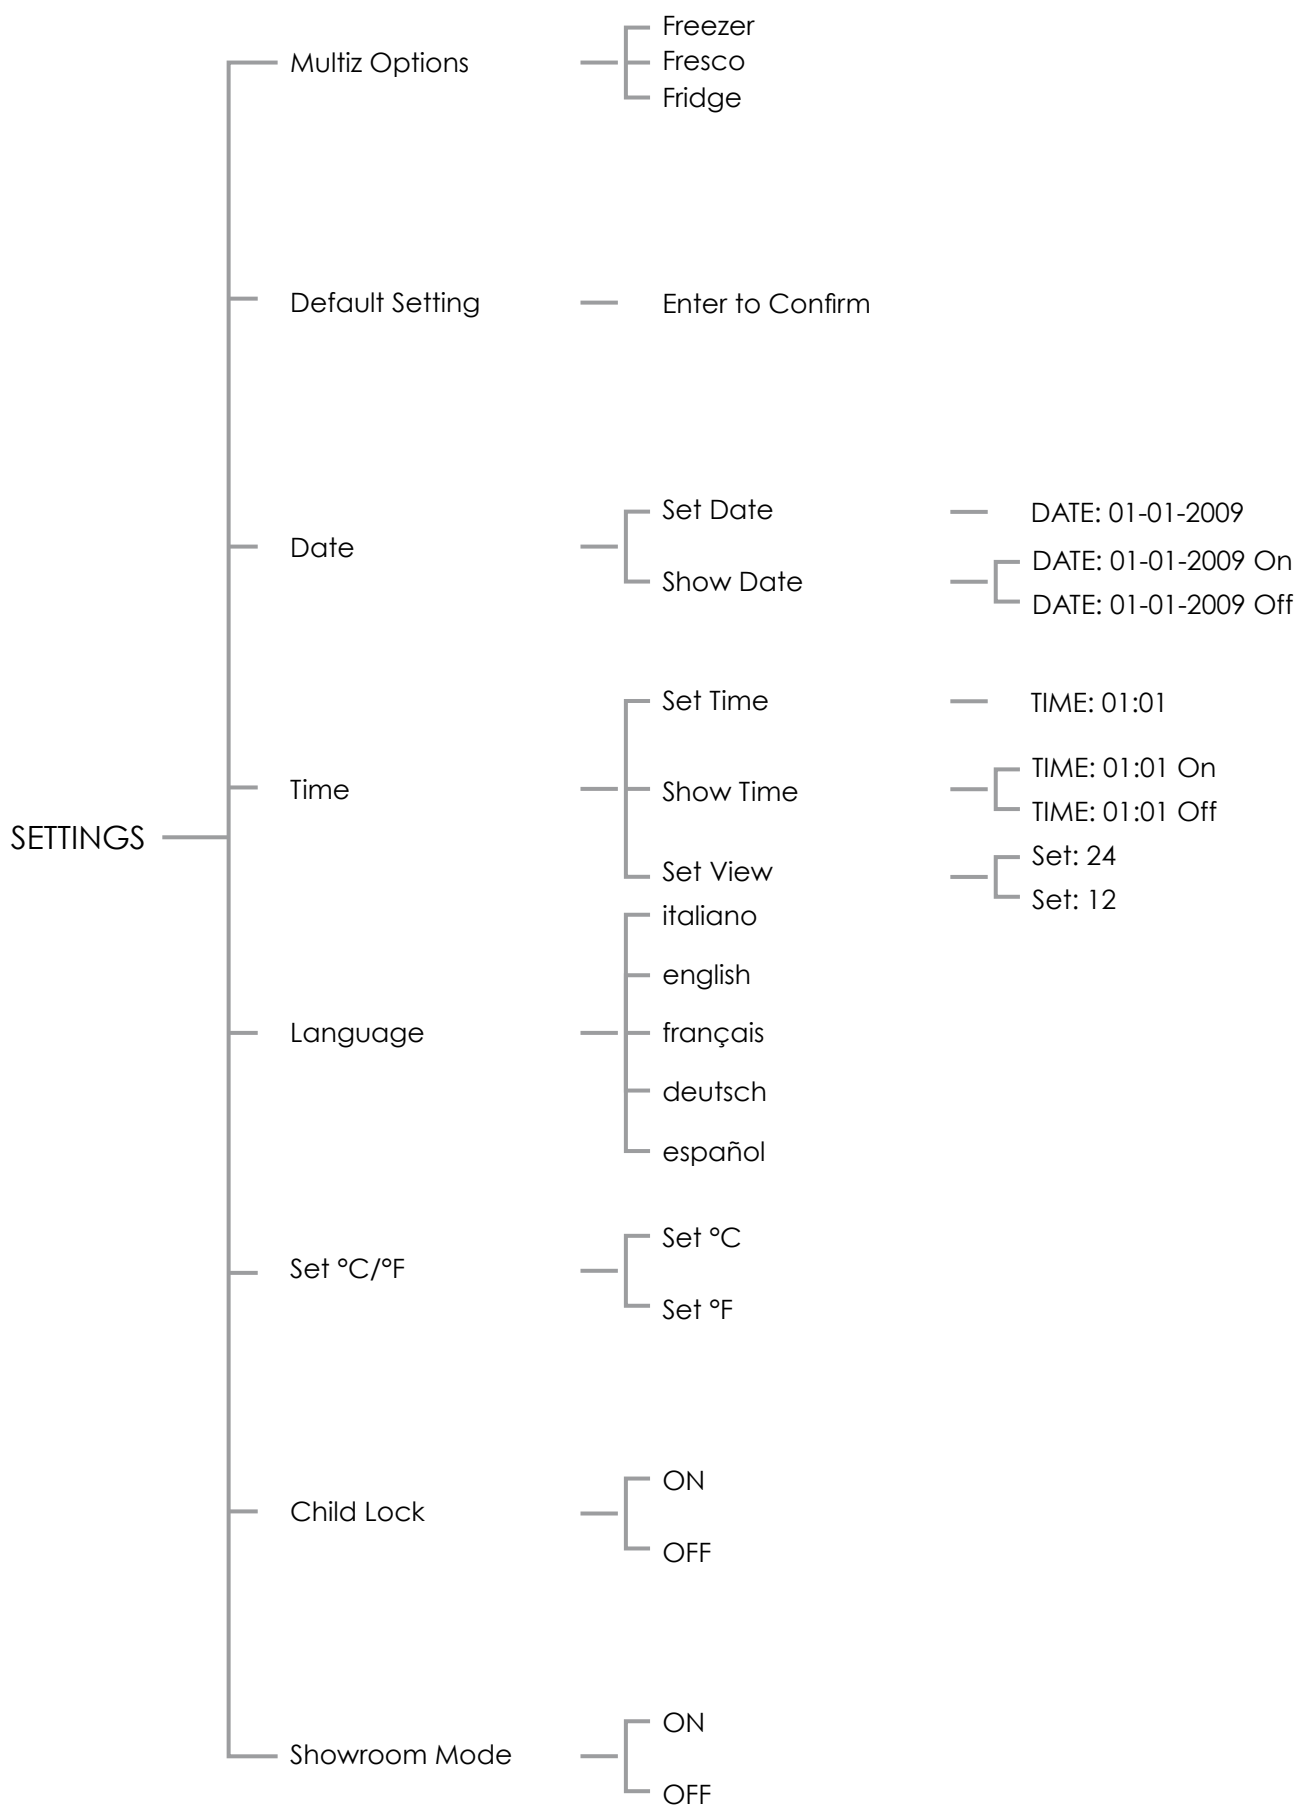 SETTINGS
Multiz Options
Freezer
Fresco
Fridge
Default Setting
Enter to Confirm
Date
Set Date
DATE: 01-01-2009
Show Date
DATE: 01-01-2009 On
DATE: 01-01-2009 Off
Time
Set Time
TIME: 01:01
Show Time
TIME: 01:01 On
TIME: 01:01 Off
Set View
Set: 24
Set: 12
Language
italiano
english
français
deutsch
español
Set °C/°F
Set °C
Set °F
Child Lock
ON
OFF
Showroom Mode
ON
OFF